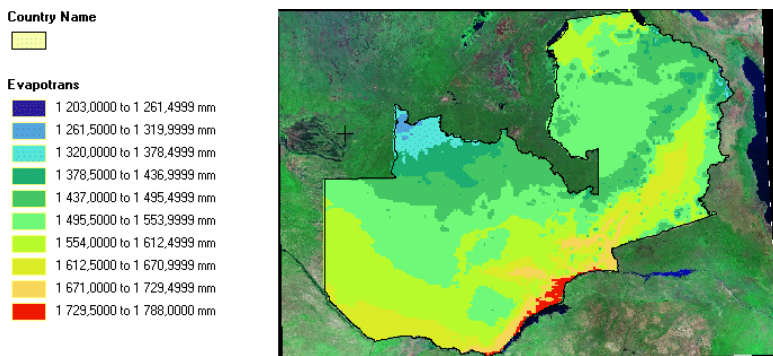 Country Name
Evapotrans
1 203,0000 to 1 261,4999 mm
1 261,5000 to 1 319,9999 mm
1 320,0000 to 1 378,4999 mm
1 378,5000 to 1 436,9999 mm
1 437,0000 to 1 495,4999 mm
1 495,5000 to 1 553,9999 mm
1 554,0000 to 1 612,4999 mm
1 612,5000 to 1 670,9999 mm
1 671,0000 to 1 729,4999 mm
1 729,5000 to 1 788,0000 mm